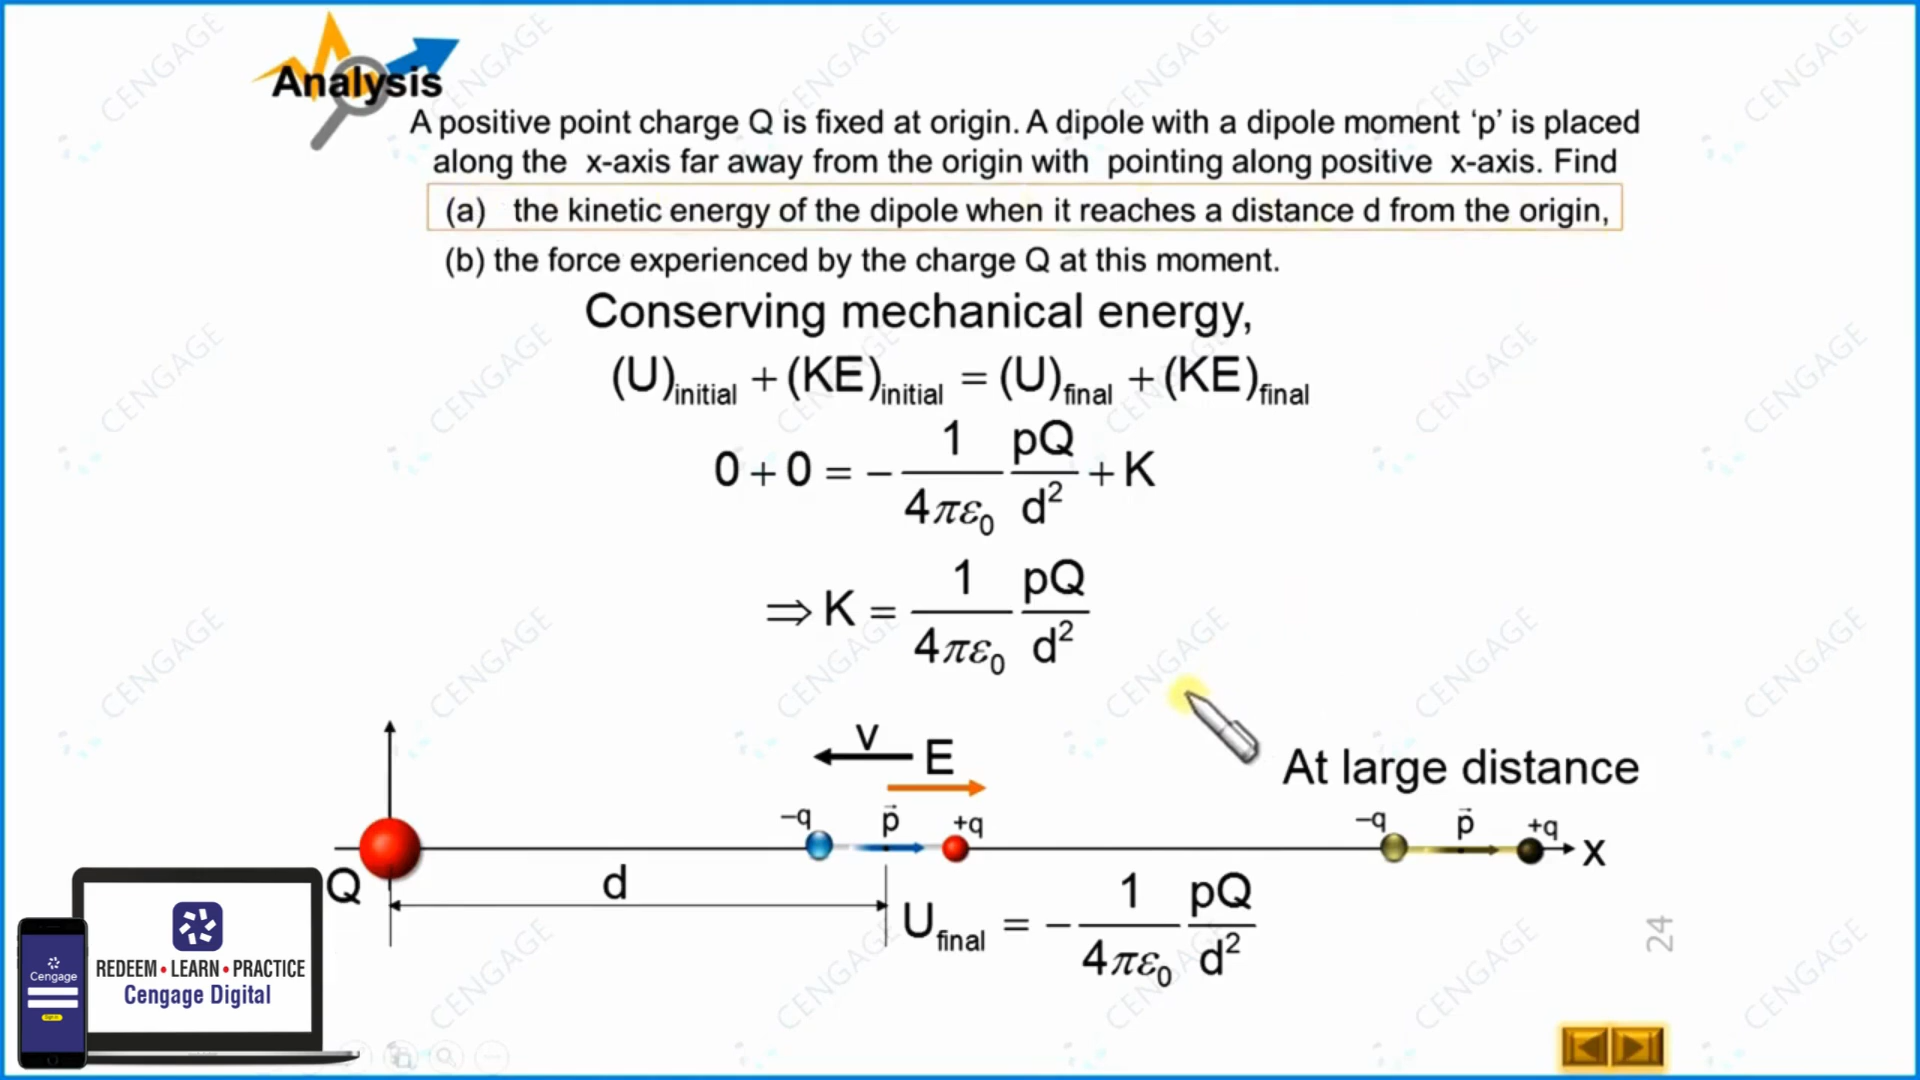 Analysis
A positive point charge Q is fixed at origin. A dipole with a dipole moment ‘p’ is placed
along the x-axis far away from the origin with pointing along positive x-axis. Find
(a) the kinetic energy of the dipole when it reaches a distance d from the origin,
(b) the force experienced by the charge Q at this moment.
Conserving mechanical energy,
(U)initial + (KE)initial = (U)final + (KE)final
0 + 0 = − 1/4πε₀ pQ/d² + K
⇒ K = 1/4πε₀ pQ/d²
V
E
At large distance
−q p⃗ +q
−q p⃗ +q
x
Q
d
Ufinal = − 1/4πε₀ pQ/d²
24
Cengage
Sign in
REDEEM • LEARN • PRACTICE
Cengage Digital
CENGAGE